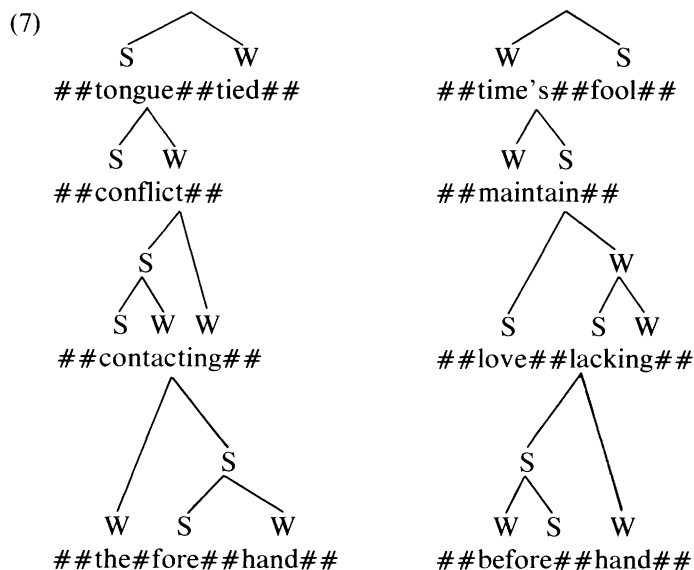 (7)
S W W S
##tongue##tied## ##time's##fool##
S W W S
##conflict## ##maintain##
S W
S W W S S W
##contacting## ##love##lacking##
S S
W S W W S W
##the#fore##hand## ##before##hand##